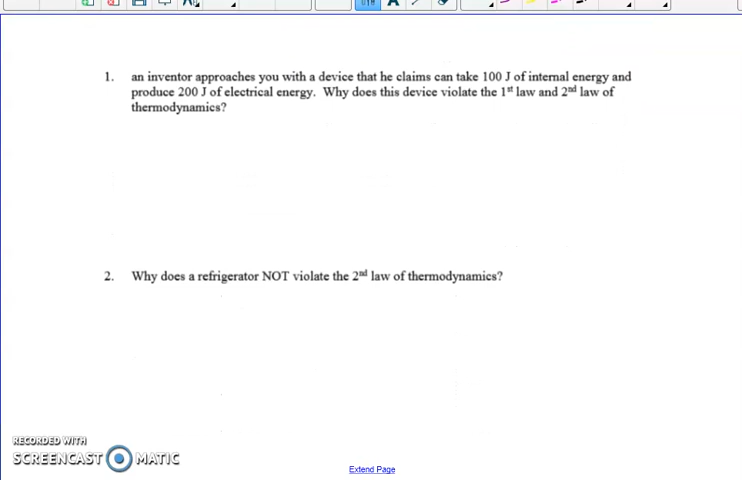 1. an inventor approaches you with a device that he claims can take 100 J of internal energy and
produce 200 J of electrical energy. Why does this device violate the 1st law and 2nd law of
thermodynamics?
2. Why does a refrigerator NOT violate the 2nd law of thermodynamics?
RECORDED WITH
SCREENCAST MATIC
Extend Page